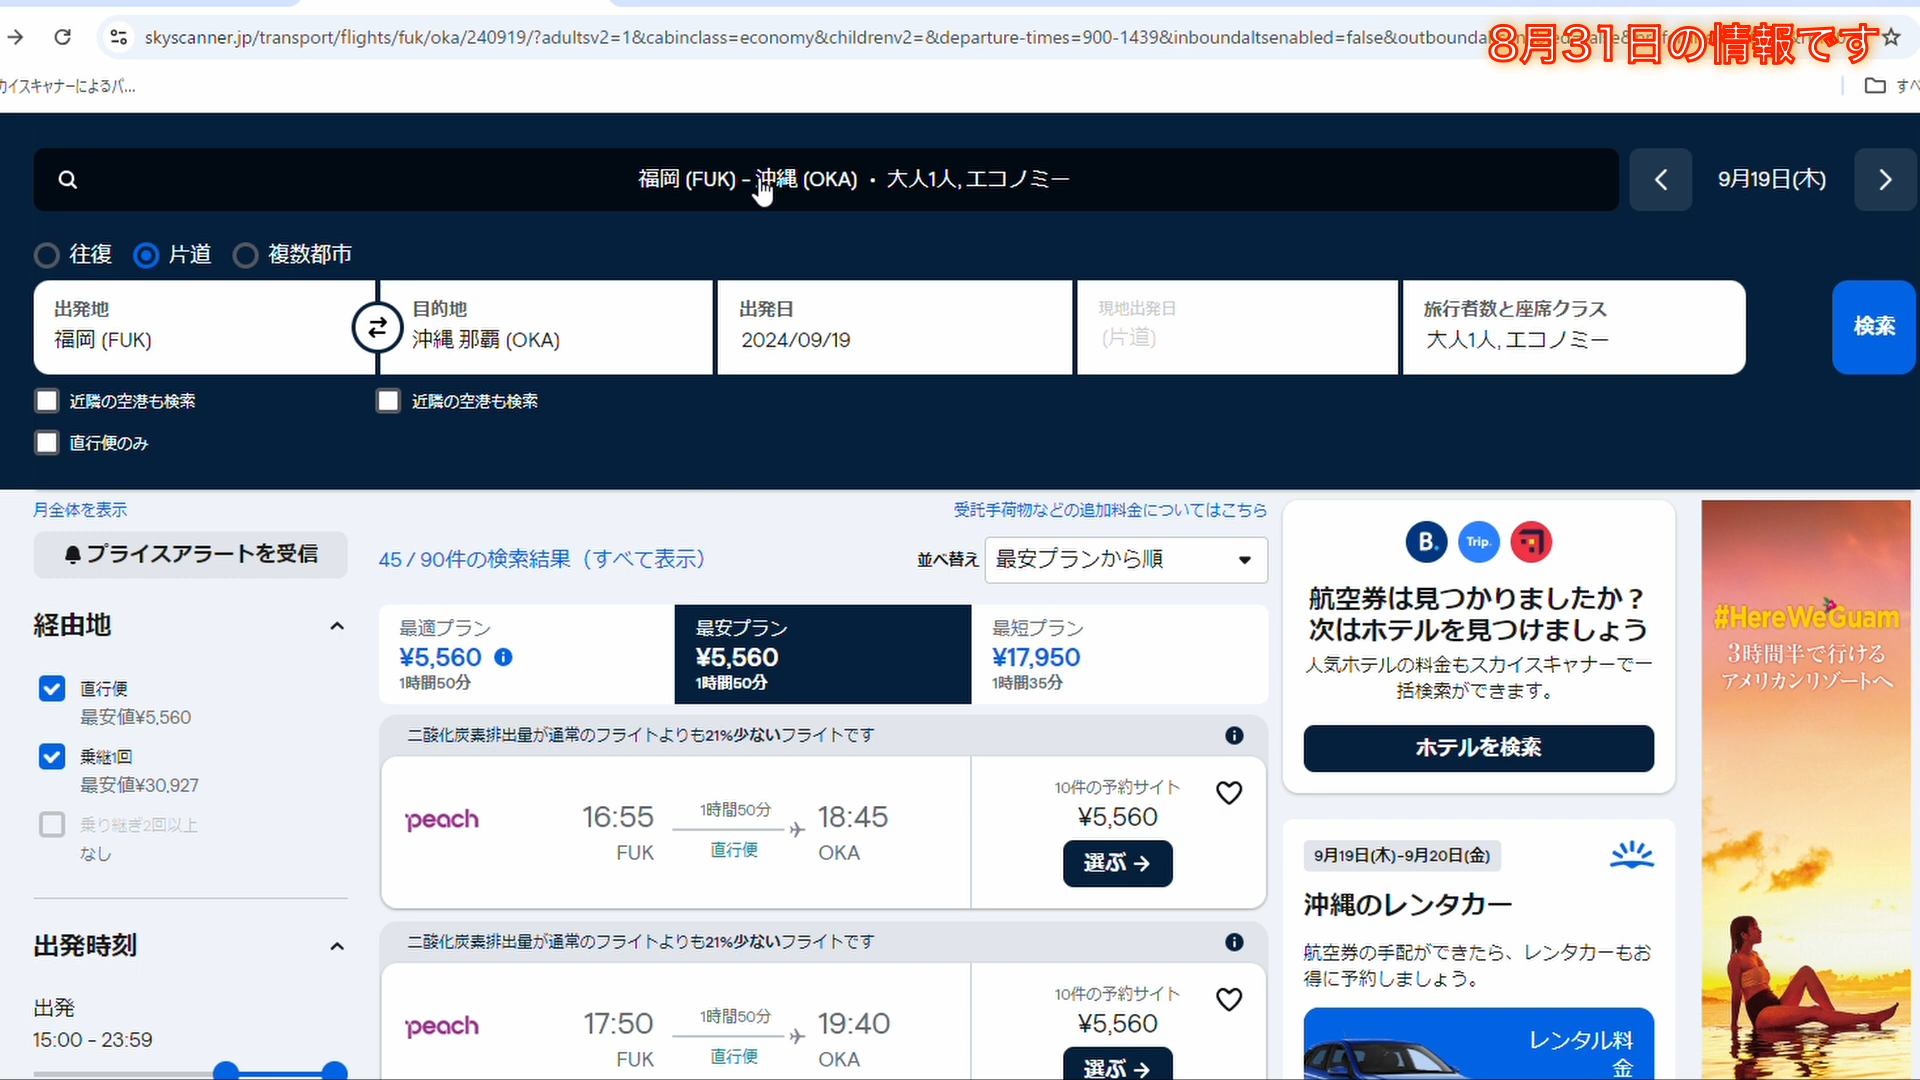 skyscanner.jp/transport/flights/fuk/oka/240919/?adultsv2=1&cabinclass=economy&childrenv2=&departure-times=900-1439&inboundaltsenabled=false&outbounda
8月31日の情報です
カイスキャナーによるパ...
すべ
福岡 (FUK) - 沖縄 (OKA) ・ 大人1人, エコノミー
9月19日(木)
往復 片道 複数都市
出発地
福岡 (FUK)
目的地
沖縄 那覇 (OKA)
出発日
2024/09/19
現地出発日
(片道)
旅行者数と座席クラス
大人1人, エコノミー
検索
近隣の空港も検索
近隣の空港も検索
直行便のみ
月全体を表示
受託手荷物などの追加料金についてはこちら
プライスアラートを受信
45 / 90件の検索結果（すべて表示）
並べ替え 最安プランから順
経由地
直行便
最安値¥5,560
乗継1回
最安値¥30,927
乗り継ぎ2回以上
なし
出発時刻
出発
15:00 - 23:59
最適プラン
¥5,560
1時間50分
最安プラン
¥5,560
1時間50分
最短プラン
¥17,950
1時間35分
二酸化炭素排出量が通常のフライトよりも21%少ないフライトです
peach
16:55
FUK
1時間50分
直行便
18:45
OKA
10件の予約サイト
¥5,560
選ぶ →
二酸化炭素排出量が通常のフライトよりも21%少ないフライトです
peach
17:50
FUK
1時間50分
直行便
19:40
OKA
10件の予約サイト
¥5,560
選ぶ →
B. Trip.
航空券は見つかりましたか？
次はホテルを見つけましょう
人気ホテルの料金もスカイスキャナーで一
括検索ができます。
ホテルを検索
9月19日(木)-9月20日(金)
沖縄のレンタカー
航空券の手配ができたら、レンタカーもお
得に予約しましょう。
レンタル料
金
#HereWeGuam
3時間半で行ける
アメリカンリゾートへ